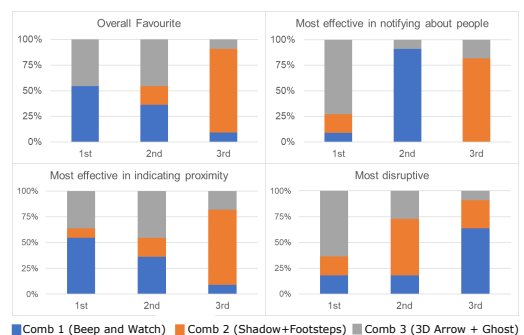 Overall Favourite
100%
75%
50%
25%
0%
1st 2nd 3rd
Most effective in notifying about people
100%
75%
50%
25%
0%
1st 2nd 3rd
Most effective in indicating proximity
100%
75%
50%
25%
0%
1st 2nd 3rd
Most disruptive
100%
75%
50%
25%
0%
1st 2nd 3rd
Comb 1 (Beep and Watch) Comb 2 (Shadow+Footsteps) Comb 3 (3D Arrow + Ghost)